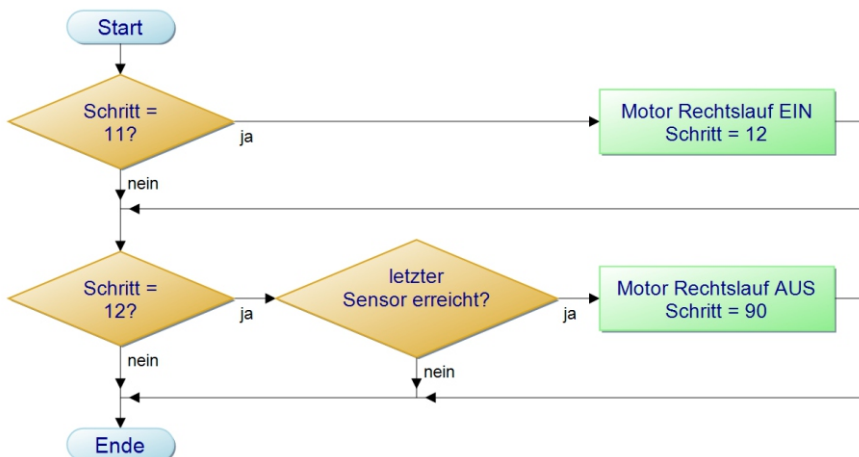 Start
Schritt =
11?
ja
Motor Rechtslauf EIN
Schritt = 12
nein
Schritt =
12?
ja
letzter
Sensor erreicht?
ja
Motor Rechtslauf AUS
Schritt = 90
nein
nein
Ende